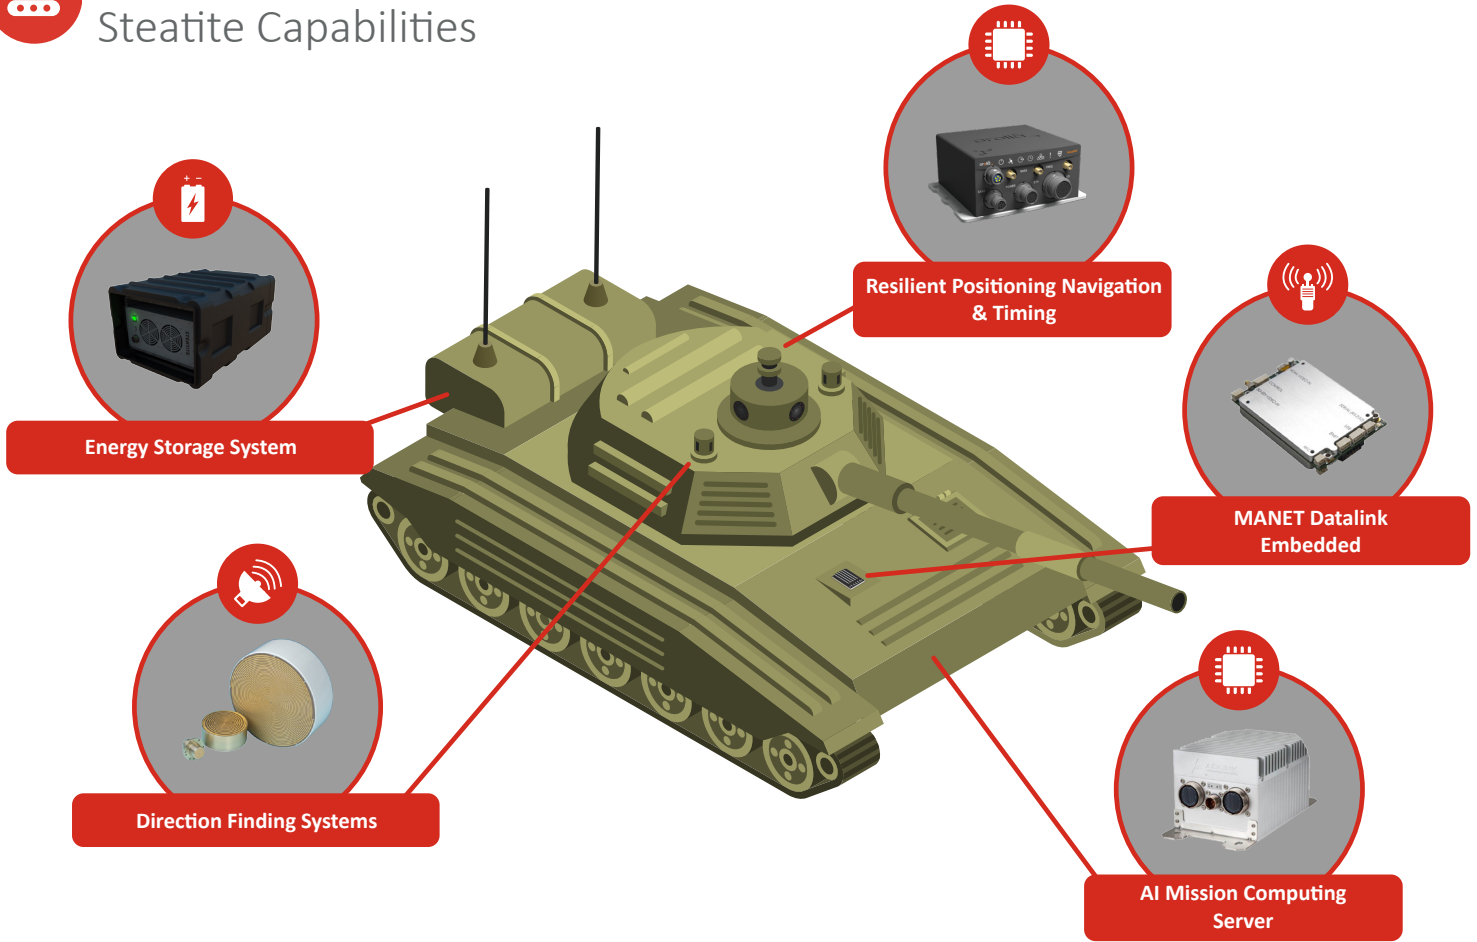 Steatite Capabilities
Resilient Positioning Navigation
& Timing
Energy Storage System
MANET Datalink
Embedded
Direction Finding Systems
AI Mission Computing
Server